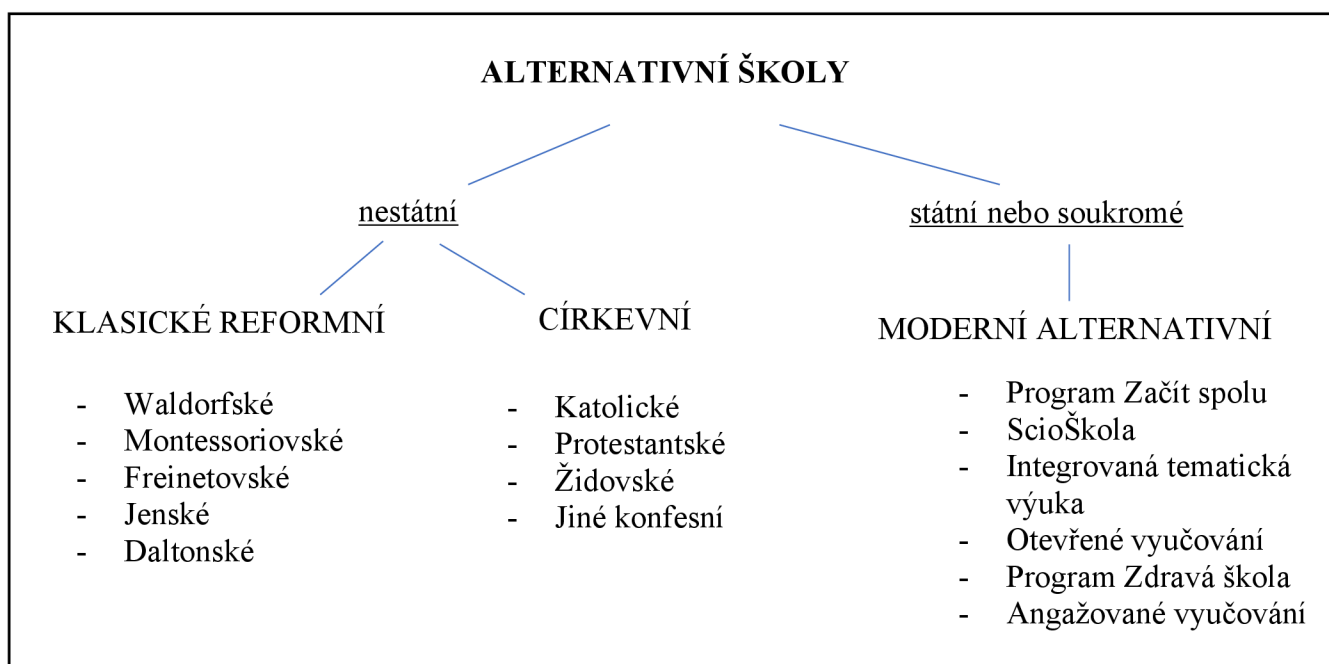 ALTERNATIVNÍ ŠKOLY
nestátní
státní nebo soukromé
KLASICKÉ REFORMNÍ
- Waldorfské
- Montessoriovské
- Freinetovské
- Jenské
- Daltonské
CÍRKEVNÍ
- Katolické
- Protestantské
- Židovské
- Jiné konfesní
MODERNÍ ALTERNATIVNÍ
- Program Začít spolu
- ScioŠkola
- Integrovaná tematická
výuka
- Otevřené vyučování
- Program Zdravá škola
- Angažované vyučování